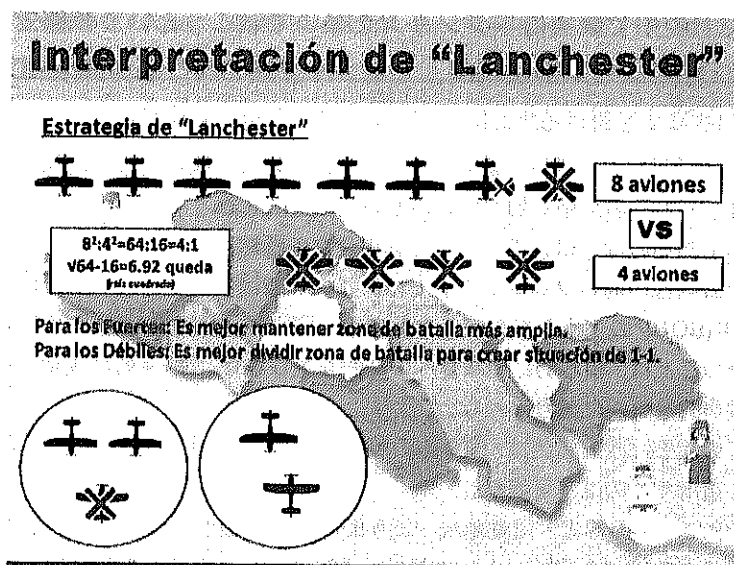 Interpretación de “Lanchester”
Estrategia de “Lanchester”
8 aviones
VS
8²:4²=64:16=4:1
√64-16=6.92 queda
(raíz cuadrada)
4 aviones
Para los Fuertes: Es mejor mantener zona de batalla más amplia.
Para los Débiles: Es mejor dividir zona de batalla para crear situación de 1-1.